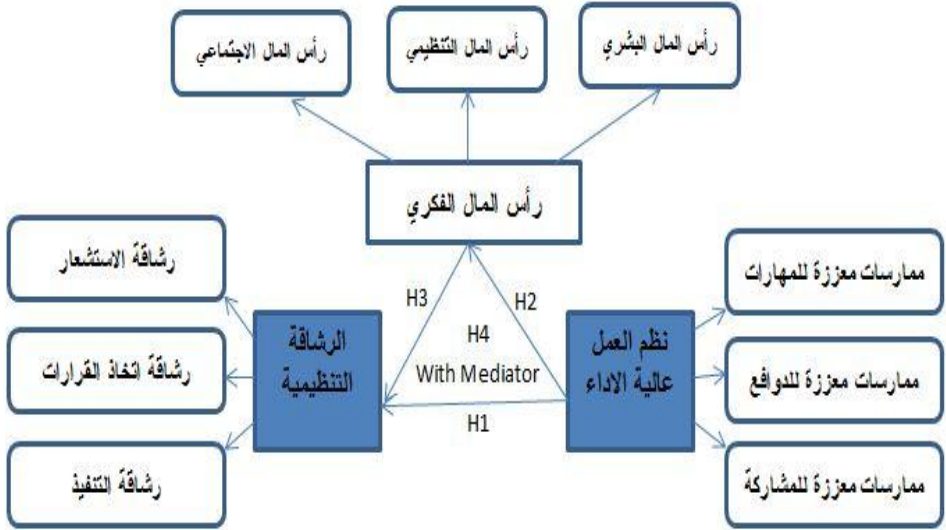 رأس المال البشري
رأس المال التنظيمي
رأس المال الاجتماعي
رأس المال الفكري
ممارسات معززة للمهارات
ممارسات معززة للدوافع
ممارسات معززة للمشاركة
نظم العمل
عالية الاداء
H2
H3
H4
With Mediator
H1
الرشاقة
التنظيمية
رشاقة الاستشعار
رشاقة اتخاذ القرارات
رشاقة التنفيذ